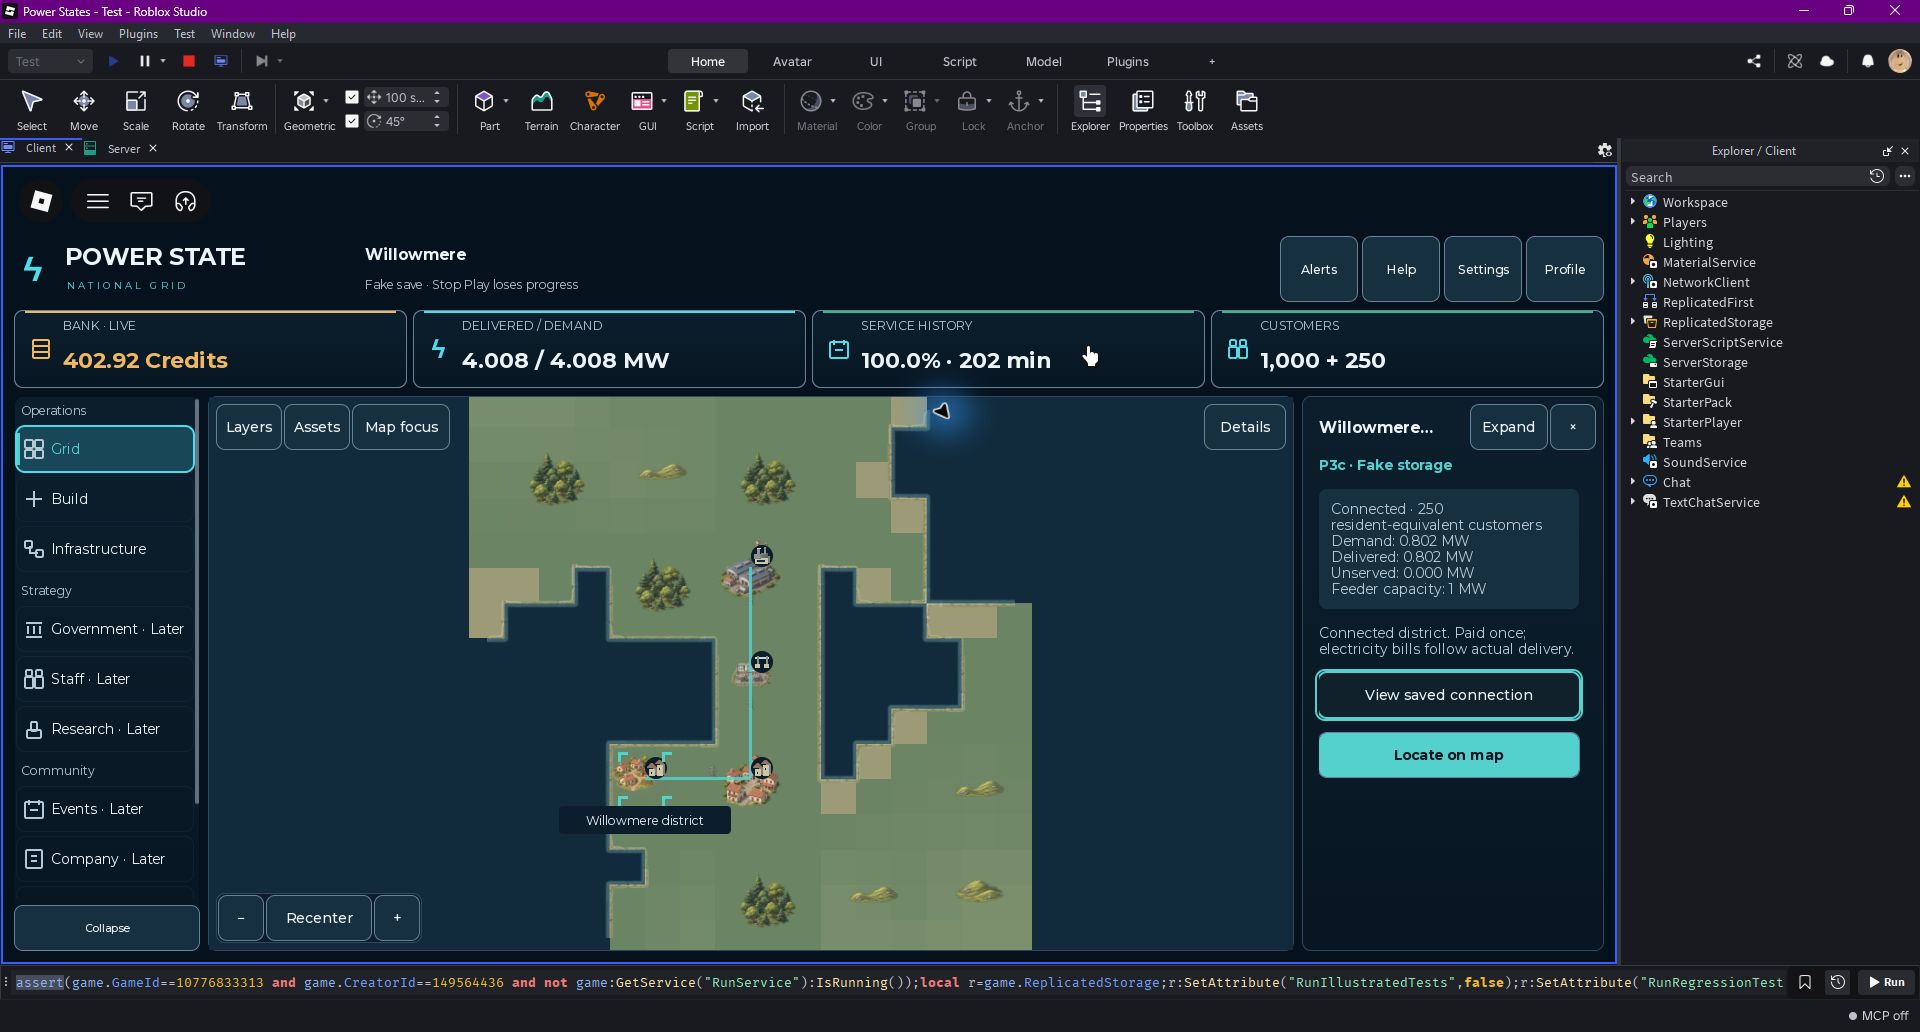 Power States - Test - Roblox Studio
File Edit View Plugins Test Window Help
Test
Home Avatar UI Script Model Plugins +
100 s...
45°
Select Move Scale Rotate Transform Geometric Part Terrain Character GUI Script Import Material Color Group Lock Anchor Explorer Properties Toolbox Assets
Client Server
Explorer / Client
Search
Workspace
Players
Lighting
MaterialService
NetworkClient
ReplicatedFirst
ReplicatedStorage
ServerScriptService
ServerStorage
StarterGui
StarterPack
StarterPlayer
Teams
SoundService
Chat
TextChatService
POWER STATE
NATIONAL GRID
Willowmere
Fake save · Stop Play loses progress
Alerts Help Settings Profile
BANK · LIVE
402.92 Credits
DELIVERED / DEMAND
4.008 / 4.008 MW
SERVICE HISTORY
100.0% · 202 min
CUSTOMERS
1,000 + 250
Operations
Grid
Build
Infrastructure
Strategy
Government · Later
Staff · Later
Research · Later
Community
Events · Later
Company · Later
Collapse
Layers Assets Map focus
Details
Willowmere district
− Recenter +
Willowmere...
Expand ×
P3c · Fake storage
Connected · 250
resident-equivalent customers
Demand: 0.802 MW
Delivered: 0.802 MW
Unserved: 0.000 MW
Feeder capacity: 1 MW
Connected district. Paid once;
electricity bills follow actual delivery.
View saved connection
Locate on map
assert(game.GameId==10776833313 and game.CreatorId==149564436 and not game:GetService("RunService"):IsRunning());local r=game.ReplicatedStorage;r:SetAttribute("RunIllustratedTests",false);r:SetAttribute("RunRegressionTest
Run
MCP off